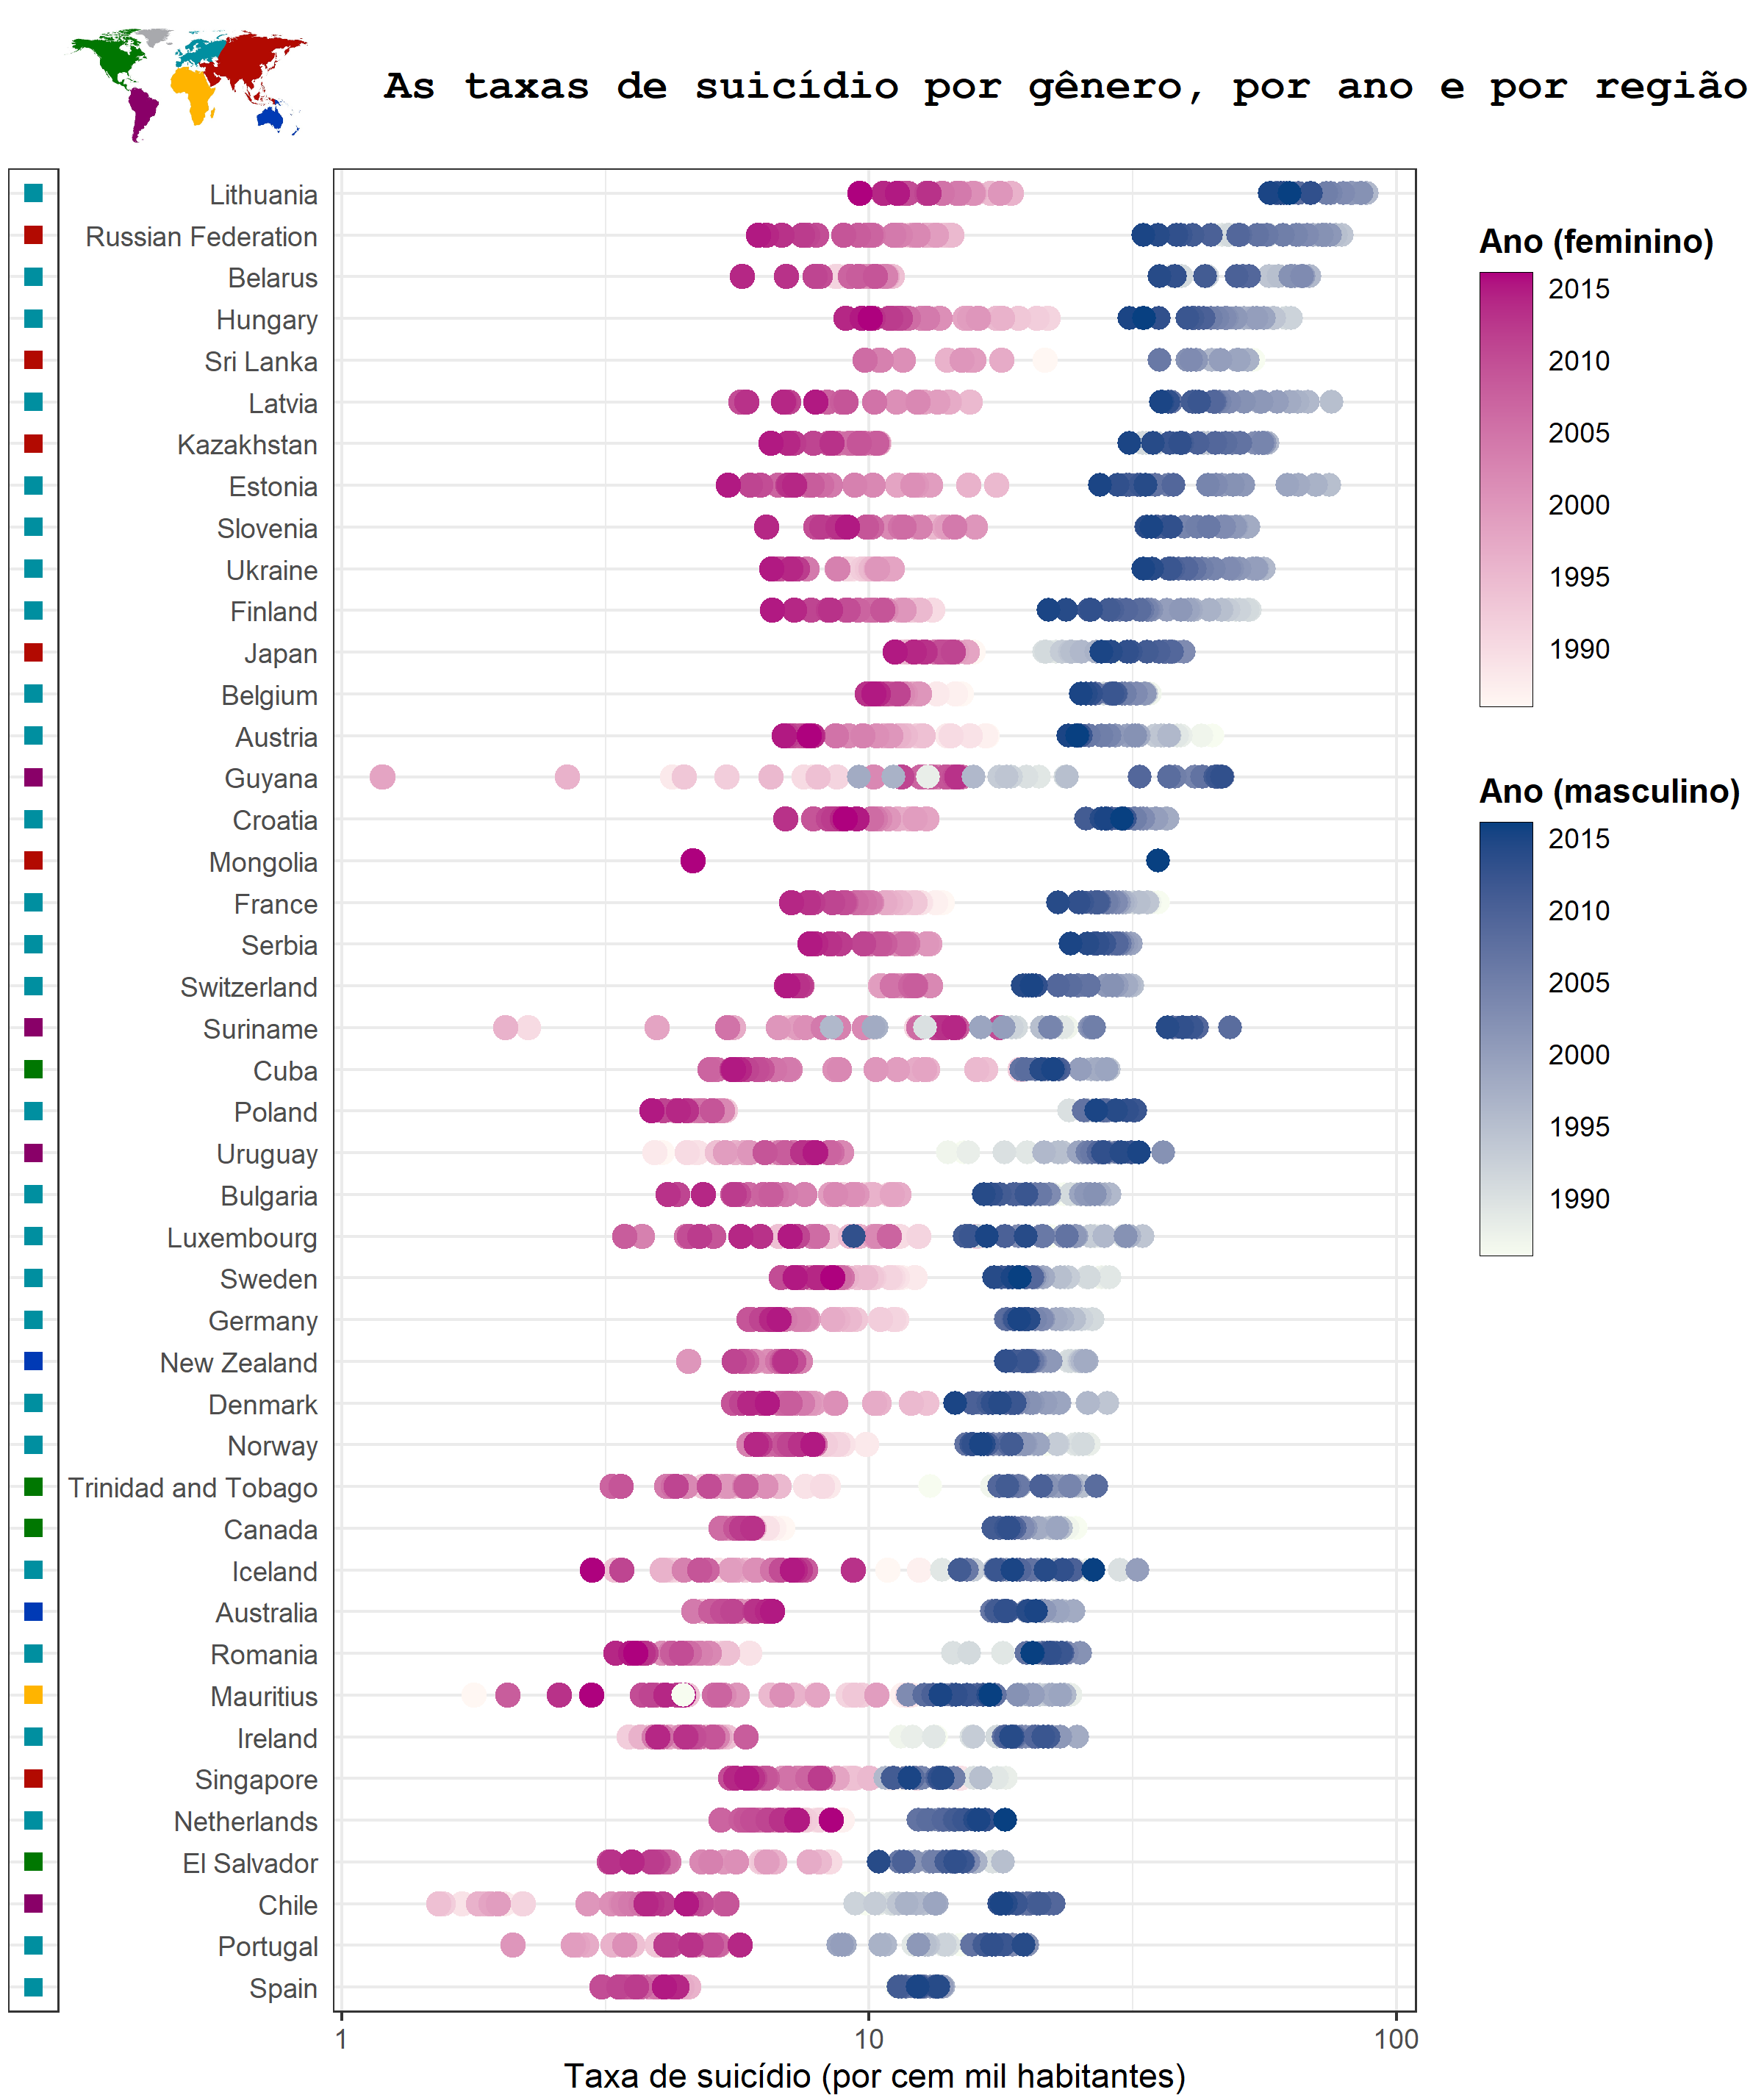 As taxas de suicídio por gênero, por ano e por região
Lithuania
Russian Federation
Belarus
Hungary
Sri Lanka
Latvia
Kazakhstan
Estonia
Slovenia
Ukraine
Finland
Japan
Belgium
Austria
Guyana
Croatia
Mongolia
France
Serbia
Switzerland
Suriname
Cuba
Poland
Uruguay
Bulgaria
Luxembourg
Sweden
Germany
New Zealand
Denmark
Norway
Trinidad and Tobago
Canada
Iceland
Australia
Romania
Mauritius
Ireland
Singapore
Netherlands
El Salvador
Chile
Portugal
Spain
1 10 100
Taxa de suicídio (por cem mil habitantes)
Ano (feminino)
2015
2010
2005
2000
1995
1990
Ano (masculino)
2015
2010
2005
2000
1995
1990